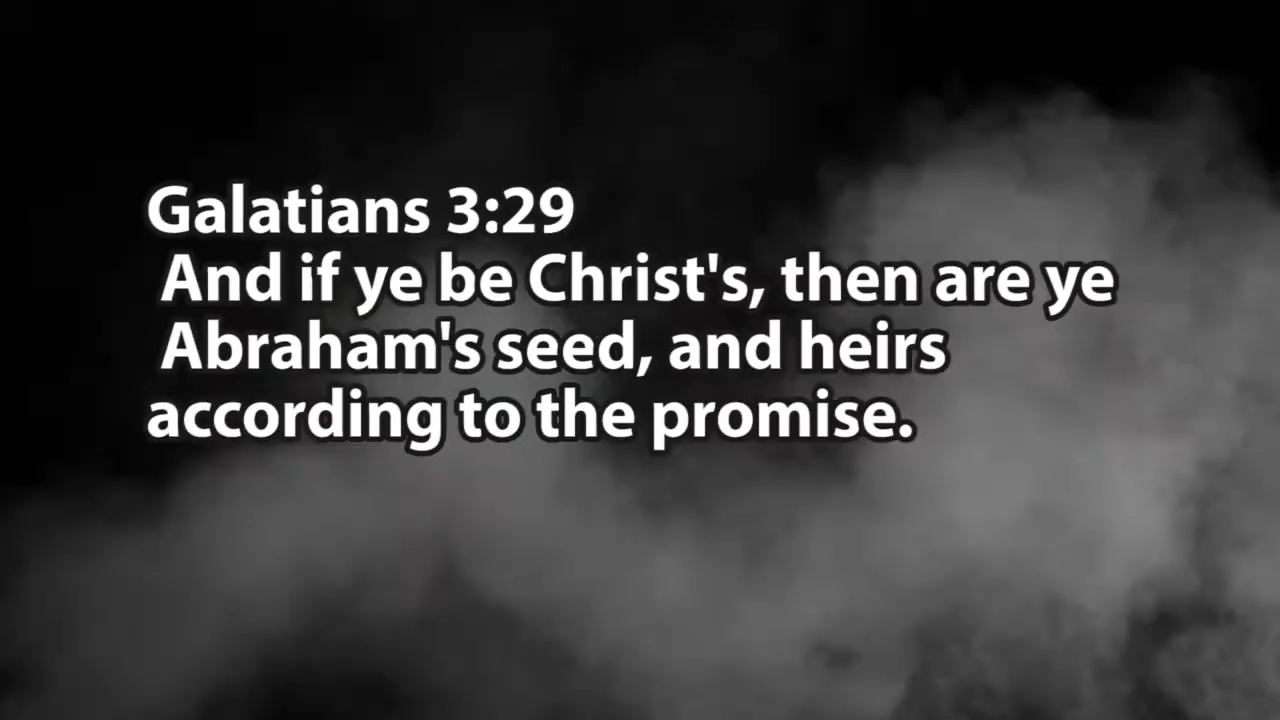 Galatians 3:29
And if ye be Christ's, then are ye
Abraham's seed, and heirs
according to the promise.